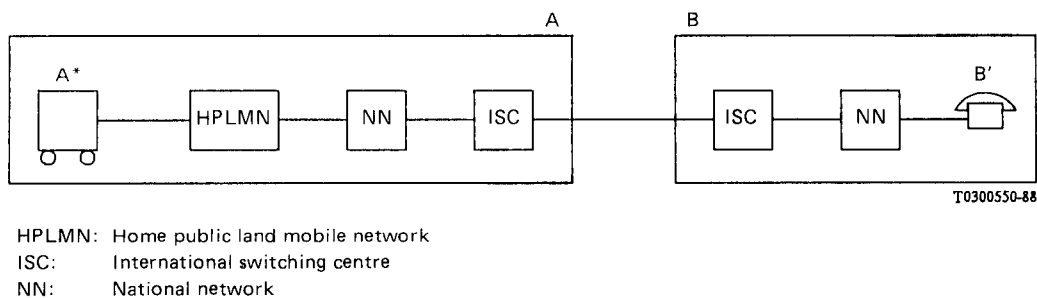 A B
A* B'
HPLMN NN ISC ISC NN
T0300550-88
HPLMN: Home public land mobile network
ISC: International switching centre
NN: National network